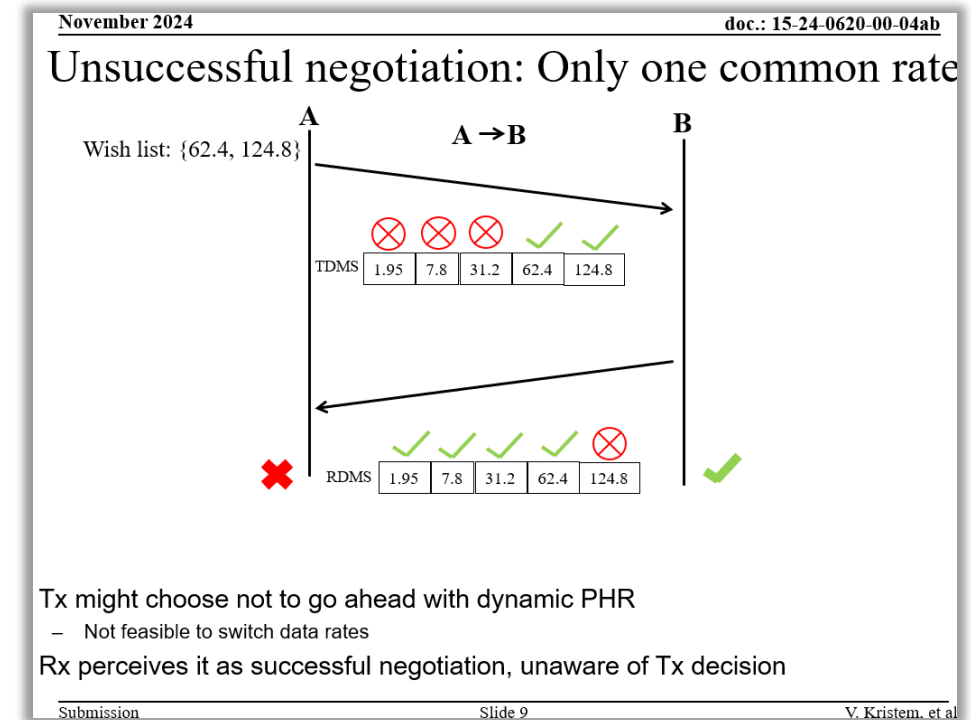 November 2024 doc.: 15-24-0620-00-04ab
Unsuccessful negotiation: Only one common rate
A
A → B
B
Wish list: {62.4, 124.8}
TDMS 1.95 7.8 31.2 62.4 124.8
RDMS 1.95 7.8 31.2 62.4 124.8
Tx might choose not to go ahead with dynamic PHR
– Not feasible to switch data rates
Rx perceives it as successful negotiation, unaware of Tx decision
Submission Slide 9 V. Kristem, et al